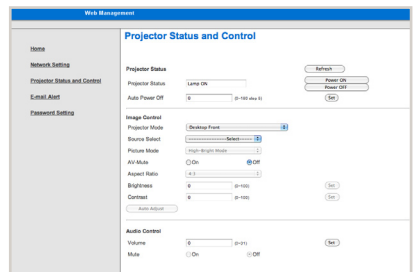 Web Management
Home
Network Setting
Projector Status and Control
E-mail Alert
Password Setting
Projector Status and Control
Projector Status
Refresh
Projector Status
Lamp ON
Power ON
Power OFF
Auto Power Off
0
(0-100 step 5)
Set
Image Control
Projector Mode
Desktop Front
Source Select
--------------------Select----------
Picture Mode
High-Bright Mode
AV-Mute
On
Off
Aspect Ratio
4:3
Brightness
0
(0-100)
Set
Contrast
0
(0-100)
Set
Auto Adjust
Audio Control
Volume
0
(0-31)
Set
Mute
On
Off